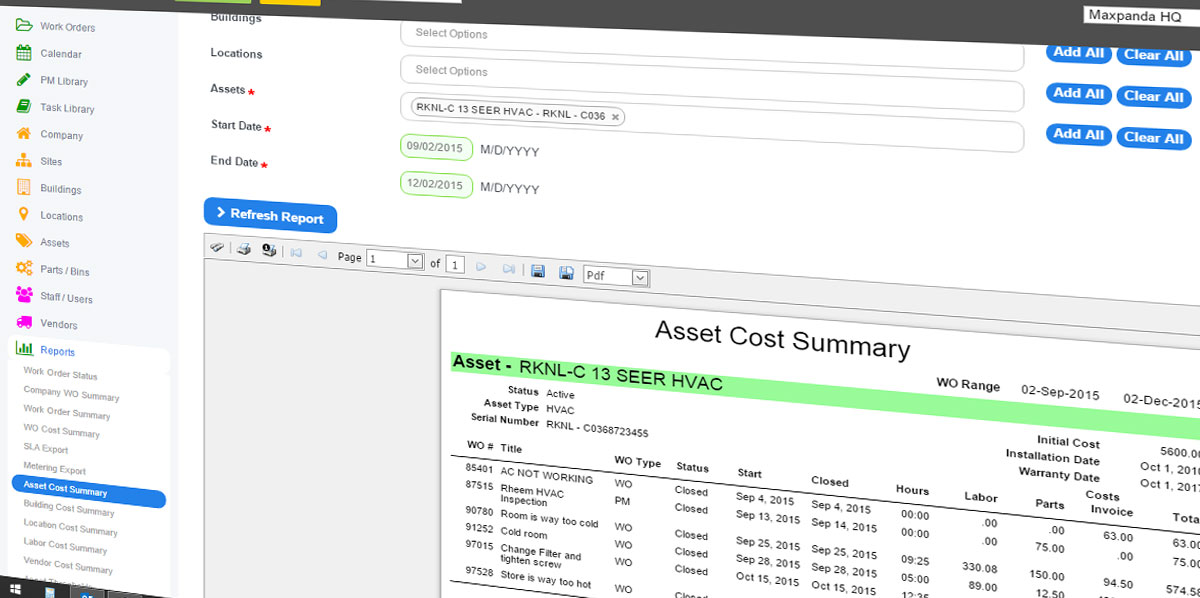 Maxpanda HQ
Work Orders
Calendar
PM Library
Task Library
Company
Sites
Buildings
Locations
Assets
Parts / Bins
Staff / Users
Vendors
Reports
Work Order Status
Company WO Summary
Work Order Summary
WO Cost Summary
SLA Export
Metering Export
Asset Cost Summary
Building Cost Summary
Location Cost Summary
Labor Cost Summary
Vendor Cost Summary
Buildings Select Options Add All Clear All
Locations Select Options Add All Clear All
Assets * RKNL-C 13 SEER HVAC - RKNL - C036 × Add All Clear All
Start Date * 09/02/2015 M/D/YYYY
End Date * 12/02/2015 M/D/YYYY
Refresh Report
Page 1 of 1 Pdf
Asset Cost Summary
Asset - RKNL-C 13 SEER HVAC
WO Range 02-Sep-2015 02-Dec-2015
Status Active
Asset Type HVAC
Serial Number RKNL - C0368723455
Initial Cost 5600.00
Installation Date Oct 1, 2010
Warranty Date Oct 1, 2017
Costs
WO # Title WO Type Status Start Closed Hours Labor Parts Invoice Total
85401 AC NOT WORKING WO Closed Sep 4, 2015 Sep 4, 2015 00:00 .00 .00 63.00 63.00
87515 Rheem HVAC Inspection PM Closed Sep 13, 2015 Sep 14, 2015 00:00 .00 75.00 .00 75.00
90780 Room is way too cold WO Closed Sep 25, 2015 Sep 25, 2015 09:25 330.08 150.00 94.50 574.58
91252 Cold room WO Closed Sep 28, 2015 Sep 28, 2015 05:00 89.00 12.50
97015 Change Filter and tighten screw WO Closed Oct 15, 2015 Oct 15, 2015 12:35
97528 Store is way too hot WO Closed